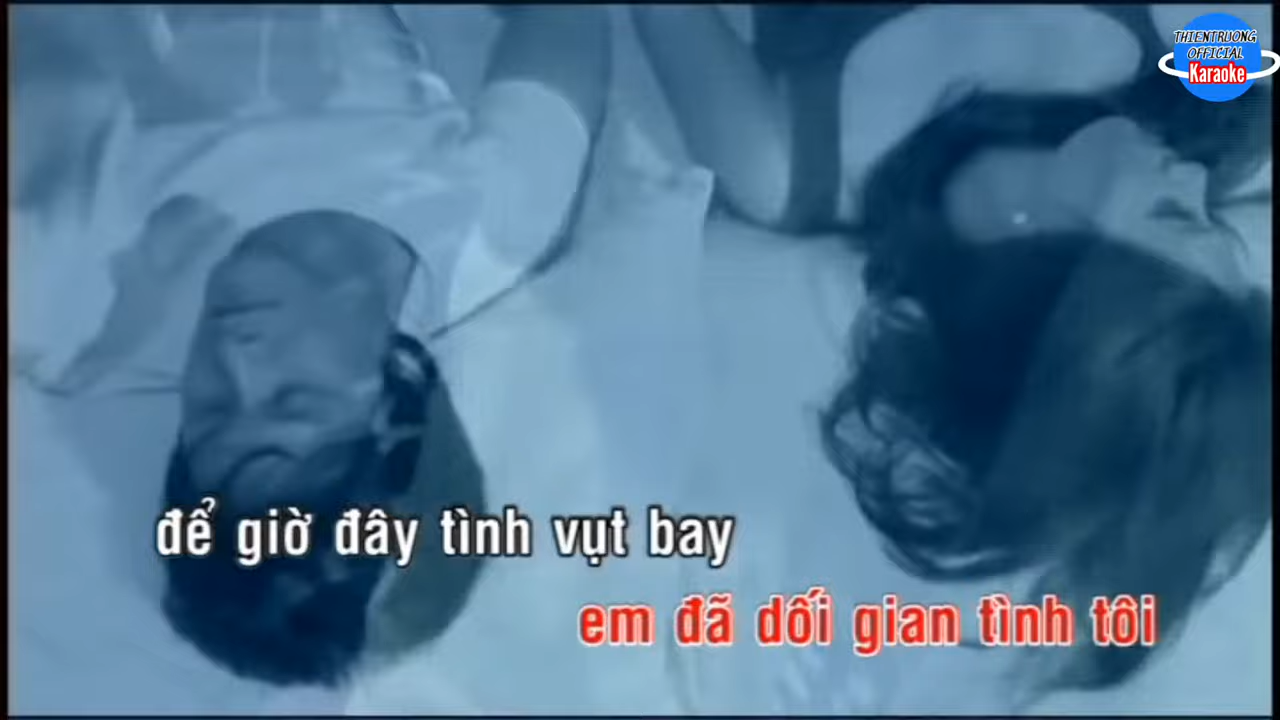 THIENTRUONG
OFFICIAL
Karaoke
để giờ đây tình vụt bay
em đã dối gian tình tôi